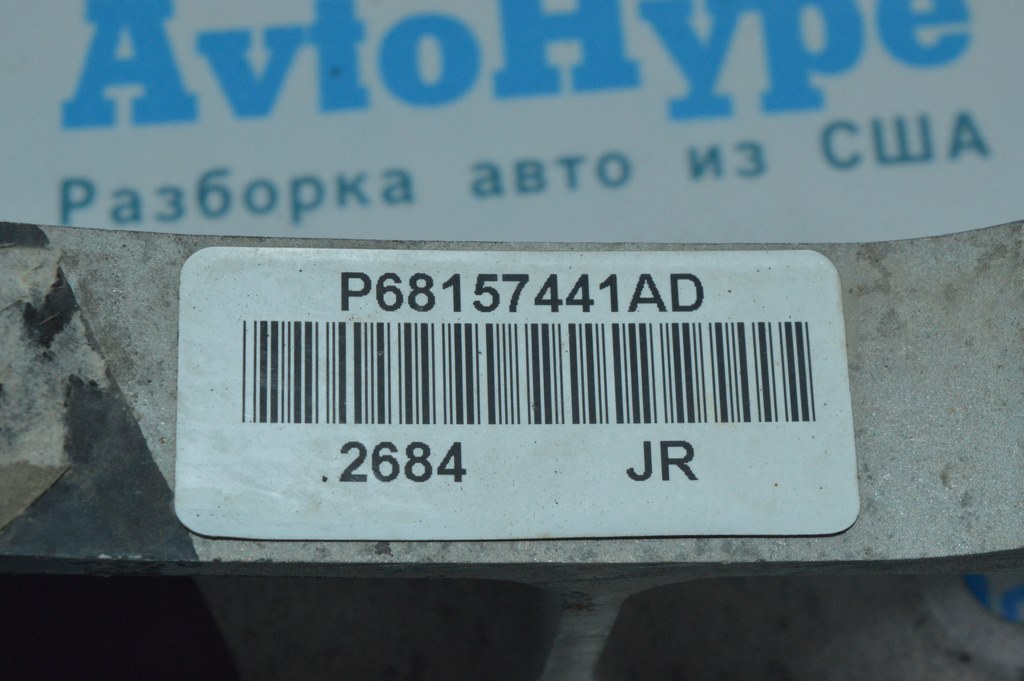 AvtoHype
Разборка авто из США
P68157441AD
.2684 JR